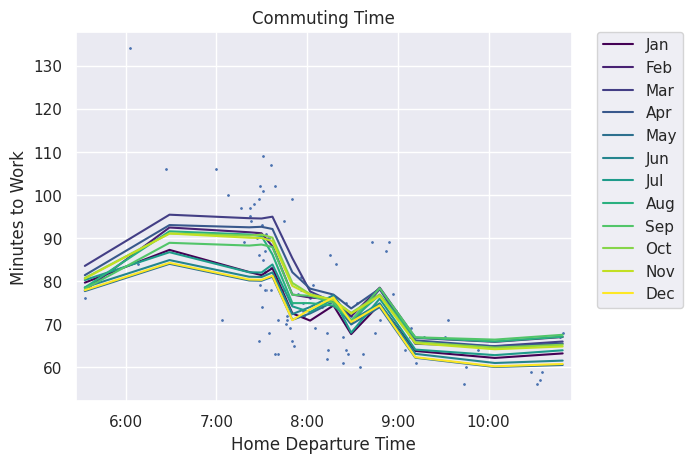 Commuting Time
Minutes to Work
130
120
110
100
90
80
70
60
6:00 7:00 8:00 9:00 10:00
Home Departure Time
Jan
Feb
Mar
Apr
May
Jun
Jul
Aug
Sep
Oct
Nov
Dec